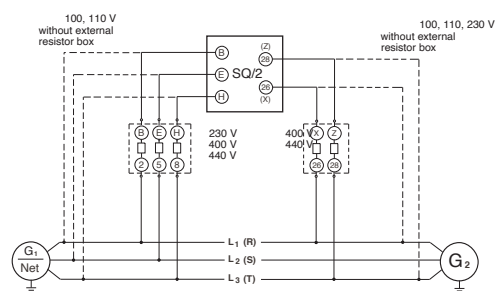 100, 110 V
without external
resistor box
100, 110, 230 V
without external
resistor box
B
E
H
SQ/2
(Z)
28
26
(X)
B E H
2 5 8
230 V
400 V
440 V
400 V
440 V
X Z
26 28
L1 (R)
L2 (S)
L3 (T)
G1
Net
G2